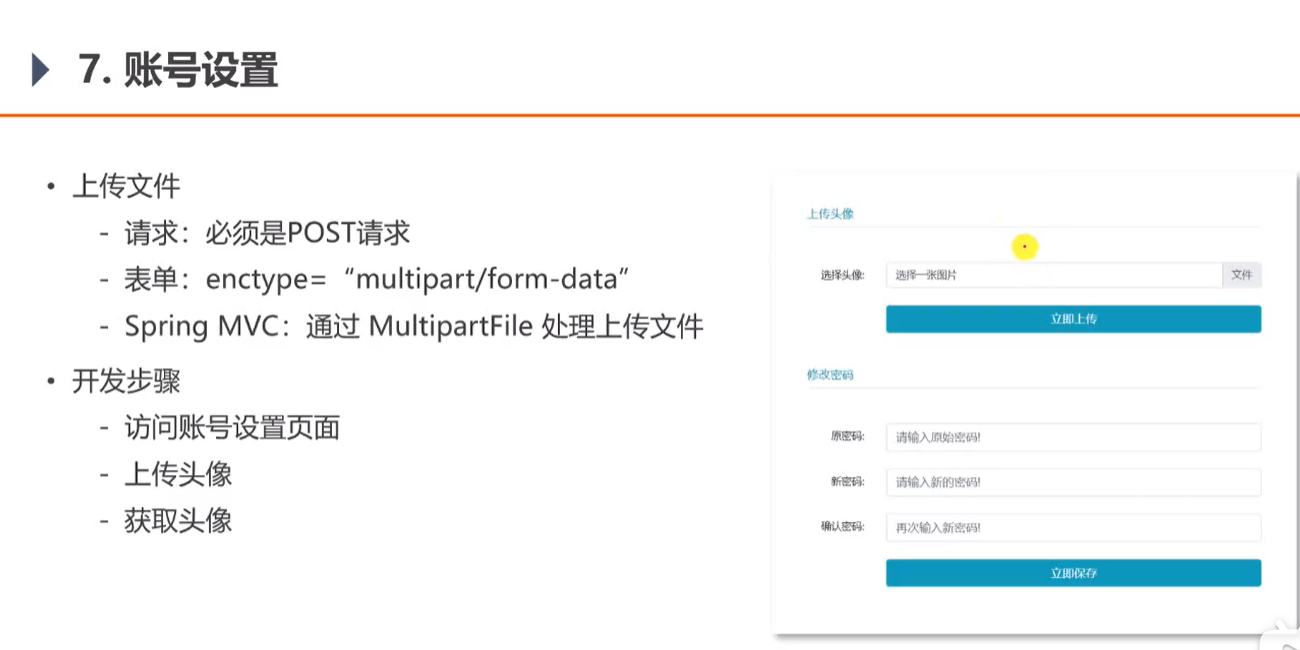 7. 账号设置
• 上传文件
- 请求：必须是POST请求
- 表单：enctype=“multipart/form-data”
- Spring MVC：通过 MultipartFile 处理上传文件
• 开发步骤
- 访问账号设置页面
- 上传头像
- 获取头像
上传头像
选择头像: 选择一张图片 文件
立即上传
修改密码
原密码: 请输入原始密码!
新密码: 请输入新的密码!
确认密码: 再次输入新密码!
立即保存